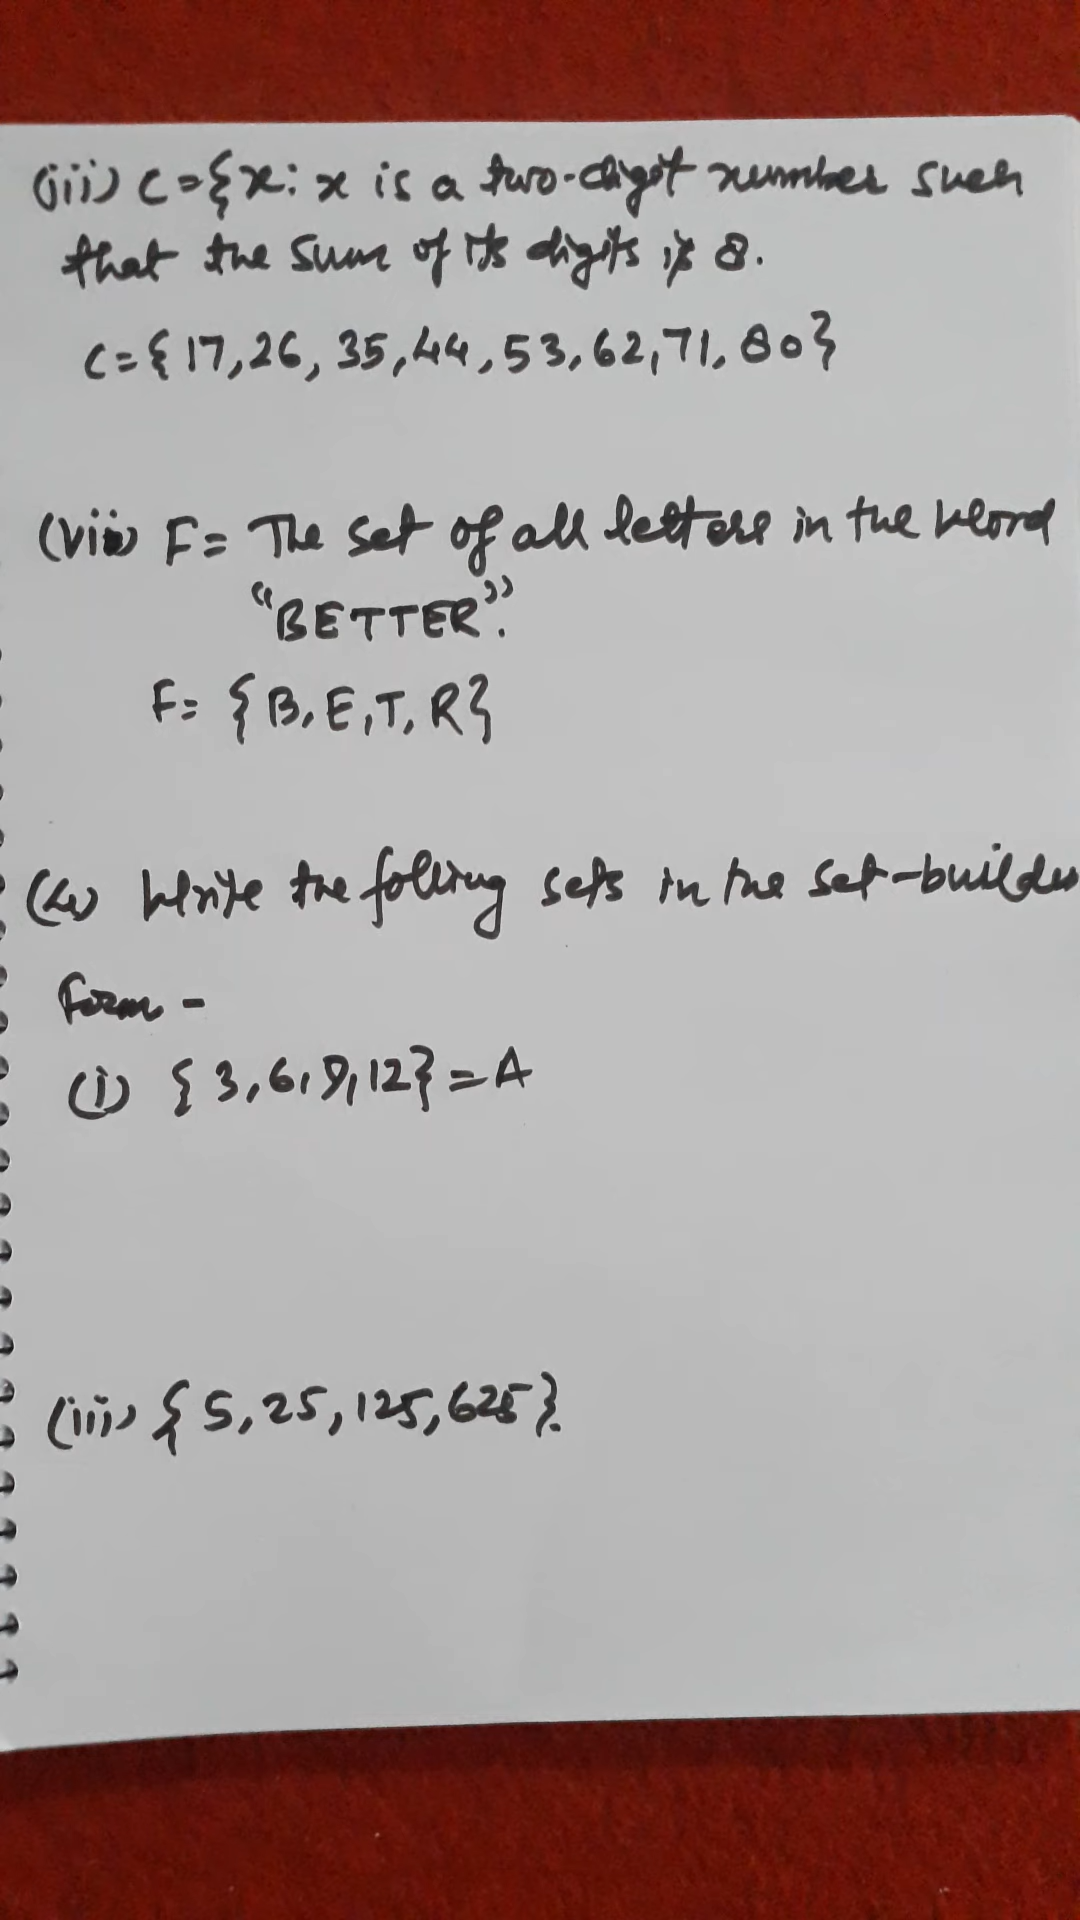 (iii) C={x: x is a two-digit number such
that the sum of its digits is 8.
C={17,26, 35,44,53,62,71,80}
(vii) F= The set of all letters in the word
"BETTER".
F= {B,E,T,R}
(4) Write the folling sets in the set-builder
form -
(i) {3,6,9,12}=A
(iii) {5,25,125,625}.